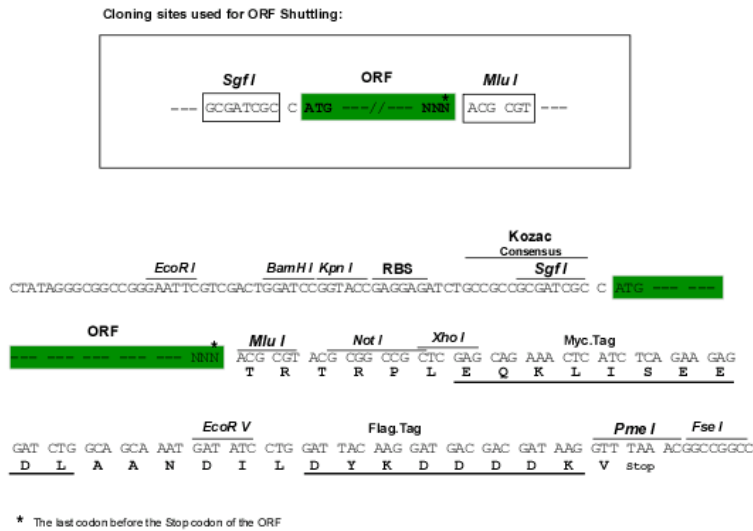 Cloning sites used for ORF Shuttling:
Sgf I ORF Mlu I
--- GCGATCGC C ATG ---//--- NNN* ACG CGT ---
Kozac
Consensus
EcoR I BamH I Kpn I RBS Sgf I
CTATAGGGCGGCCGGGAATTCGTCGACTGGATCCGGTACCGAGGAGATCTGCCGCCGCGATCGC C ATG --- ---
ORF Mlu I Not I Xho I Myc.Tag
--- --- --- --- --- --- NNN* ACG CGT ACG CGG CCG CTC GAG CAG AAA CTC ATC TCA GAA GAG
T R T R P L E Q K L I S E E
EcoR V Flag.Tag Pme I Fse I
GAT CTG GCA GCA AAT GAT ATC CTG GAT TAC AAG GAT GAC GAC GAT AAG GTT TAA ACGGCCGGCC
D L A A N D I L D Y K D D D D K V Stop
* The last codon before the Stop codon of the ORF